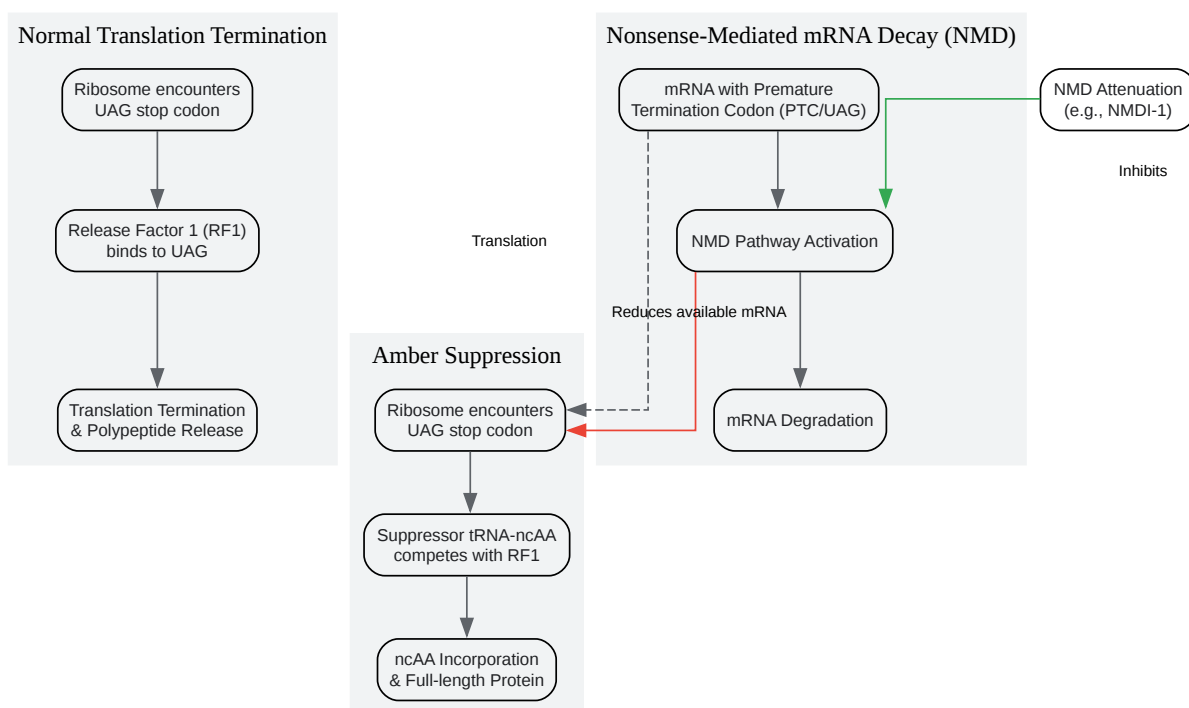 Normal Translation Termination
Ribosome encounters
UAG stop codon
Release Factor 1 (RF1)
binds to UAG
Translation Termination
& Polypeptide Release
Nonsense-Mediated mRNA Decay (NMD)
mRNA with Premature
Termination Codon (PTC/UAG)
NMD Pathway Activation
mRNA Degradation
NMD Attenuation
(e.g., NMDI-1)
Inhibits
Translation
Reduces available mRNA
Amber Suppression
Ribosome encounters
UAG stop codon
Suppressor tRNA-ncAA
competes with RF1
ncAA Incorporation
& Full-length Protein